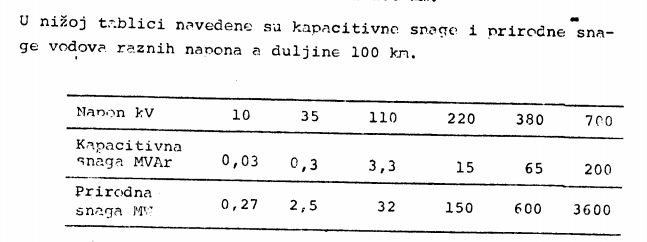 U nižoj tablici navedene su kapacitivne snage i prirodne sna-
ge vodova raznih napona a duljine 100 km.
Napon kV 10 35 110 220 380 700
Kapacitivna
snaga MVAr 0,03 0,3 3,3 15 65 200
Prirodna
snaga MW 0,27 2,5 32 150 600 3600